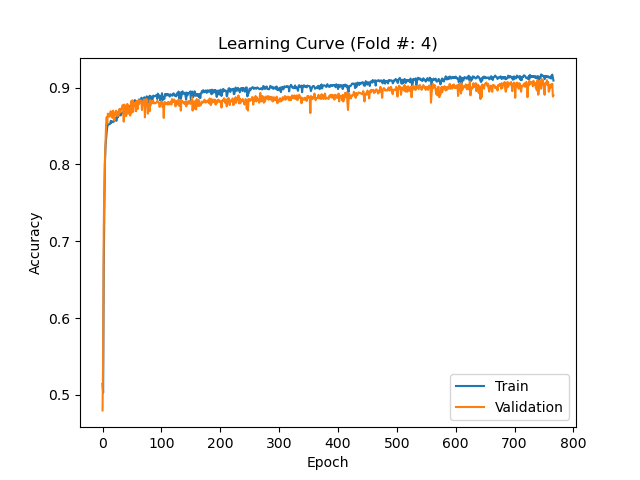 Learning Curve (Fold #: 4)
0.9
0.8
0.7
0.6
0.5
Accuracy
0 100 200 300 400 500 600 700 800
Epoch
Train
Validation